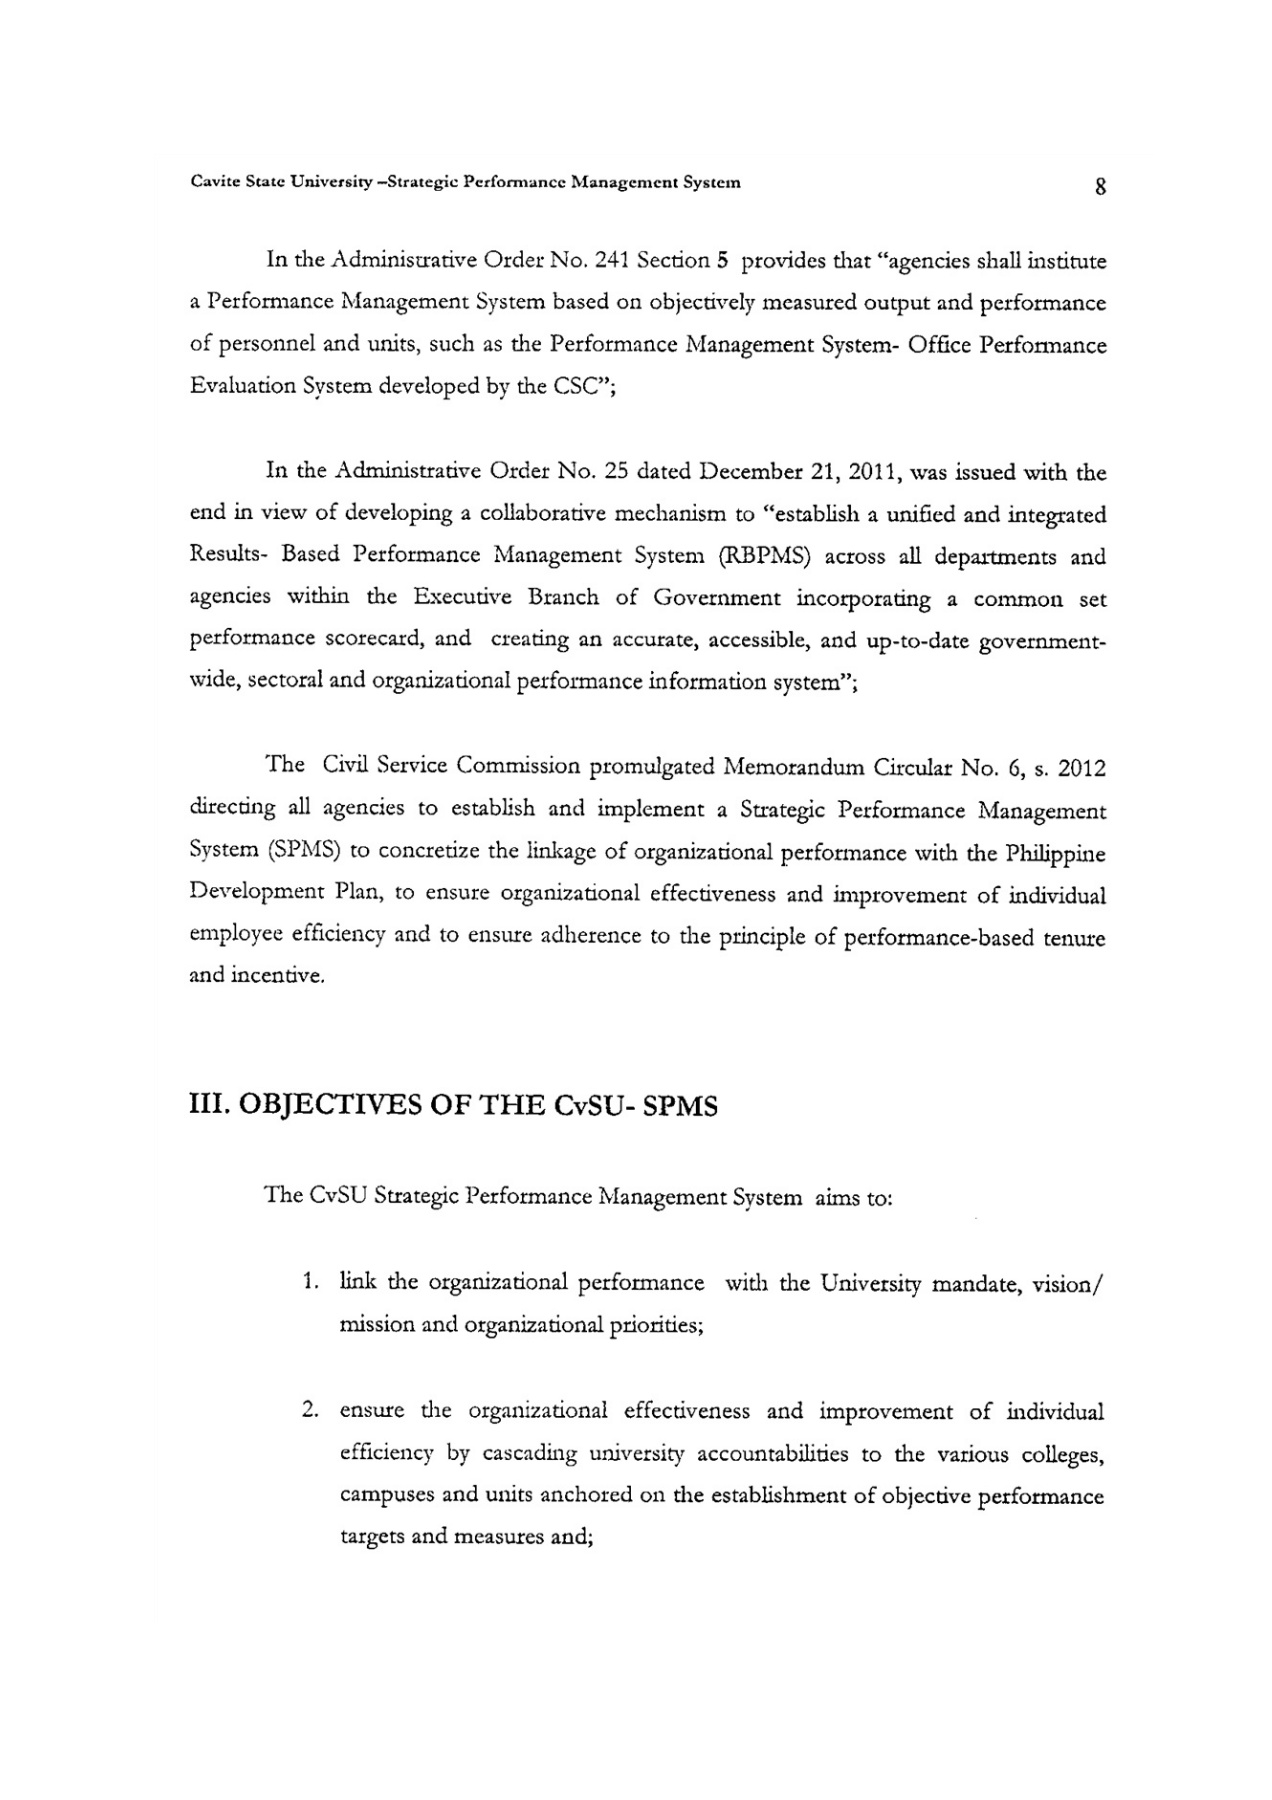 Cavite State University –Strategic Performance Management System
8
In the Administrative Order No. 241 Section 5 provides that “agencies shall institute
a Performance Management System based on objectively measured output and performance
of personnel and units, such as the Performance Management System- Office Performance
Evaluation System developed by the CSC”;
In the Administrative Order No. 25 dated December 21, 2011, was issued with the
end in view of developing a collaborative mechanism to “establish a unified and integrated
Results- Based Performance Management System (RBPMS) across all departments and
agencies within the Executive Branch of Government incorporating a common set
performance scorecard, and creating an accurate, accessible, and up-to-date government-
wide, sectoral and organizational performance information system”;
The Civil Service Commission promulgated Memorandum Circular No. 6, s. 2012
directing all agencies to establish and implement a Strategic Performance Management
System (SPMS) to concretize the linkage of organizational performance with the Philippine
Development Plan, to ensure organizational effectiveness and improvement of individual
employee efficiency and to ensure adherence to the principle of performance-based tenure
and incentive.
III. OBJECTIVES OF THE CvSU- SPMS
The CvSU Strategic Performance Management System aims to:
1. link the organizational performance with the University mandate, vision/
mission and organizational priorities;
2. ensure the organizational effectiveness and improvement of individual
efficiency by cascading university accountabilities to the various colleges,
campuses and units anchored on the establishment of objective performance
targets and measures and;